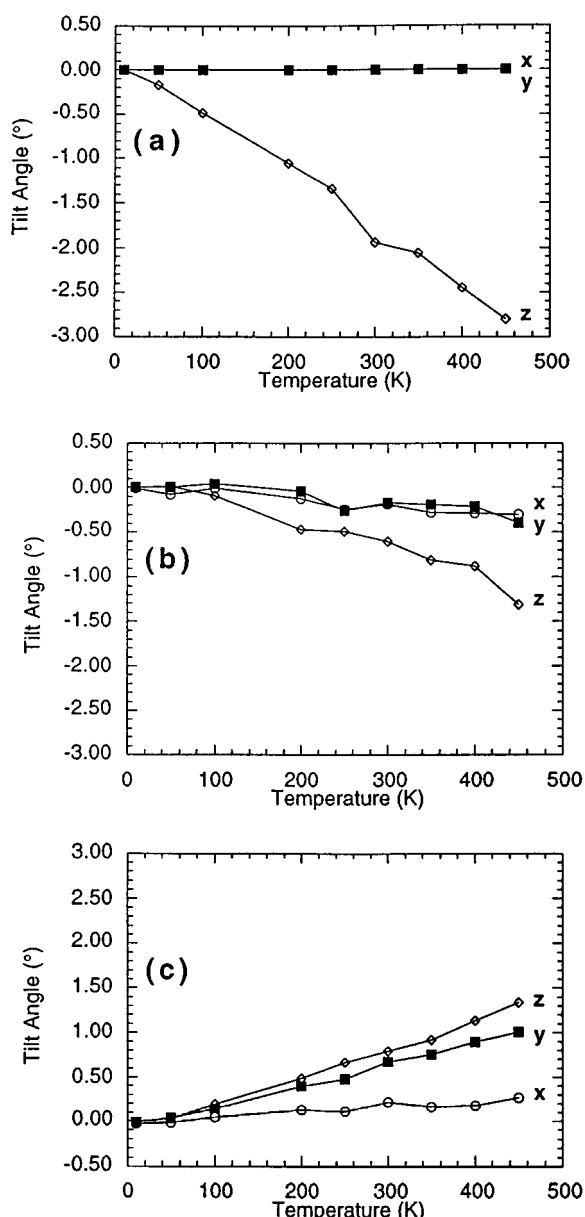 0.50
0.00
-0.50
-1.00
-1.50
-2.00
-2.50
-3.00
Tilt Angle (°)
(a)
x
y
z
0 100 200 300 400 500
Temperature (K)
0.50
0.00
-0.50
-1.00
-1.50
-2.00
-2.50
-3.00
Tilt Angle (°)
(b)
x
y
z
0 100 200 300 400 500
Temperature (K)
3.00
2.50
2.00
1.50
1.00
0.50
0.00
-0.50
Tilt Angle (°)
(c)
z
y
x
0 100 200 300 400 500
Temperature (K)